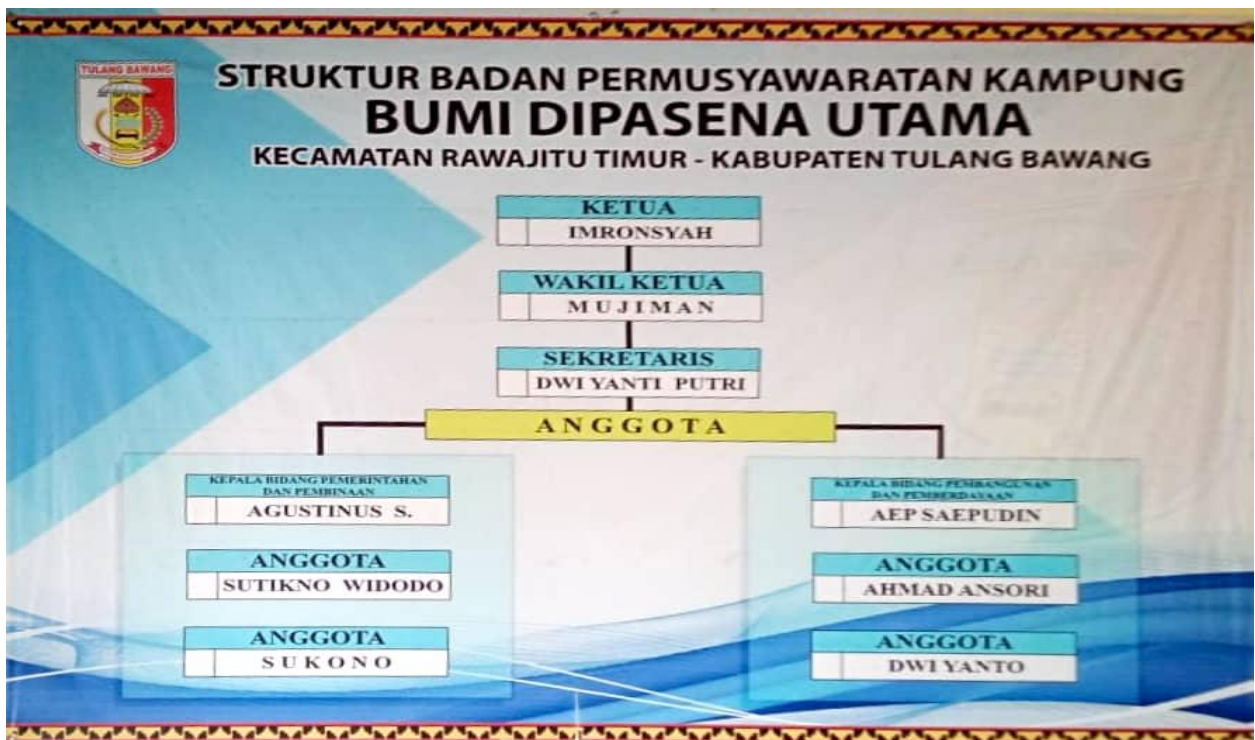 TULANG BAWANG
STRUKTUR BADAN PERMUSYAWARATAN KAMPUNG
BUMI DIPASENA UTAMA
KECAMATAN RAWAJITU TIMUR - KABUPATEN TULANG BAWANG
KETUA
IMRONSYAH
WAKIL KETUA
MUJIMAN
SEKRETARIS
DWI YANTI PUTRI
ANGGOTA
KEPALA BIDANG PEMERINTAHAN
DAN PEMBINAAN
AGUSTINUS S.
ANGGOTA
SUTIKNO WIDODO
ANGGOTA
SUKONO
KEPALA BIDANG PEMBANGUNAN
DAN PEMBERDAYAAN
AEP SAEPUDIN
ANGGOTA
AHMAD ANSORI
ANGGOTA
DWI YANTO